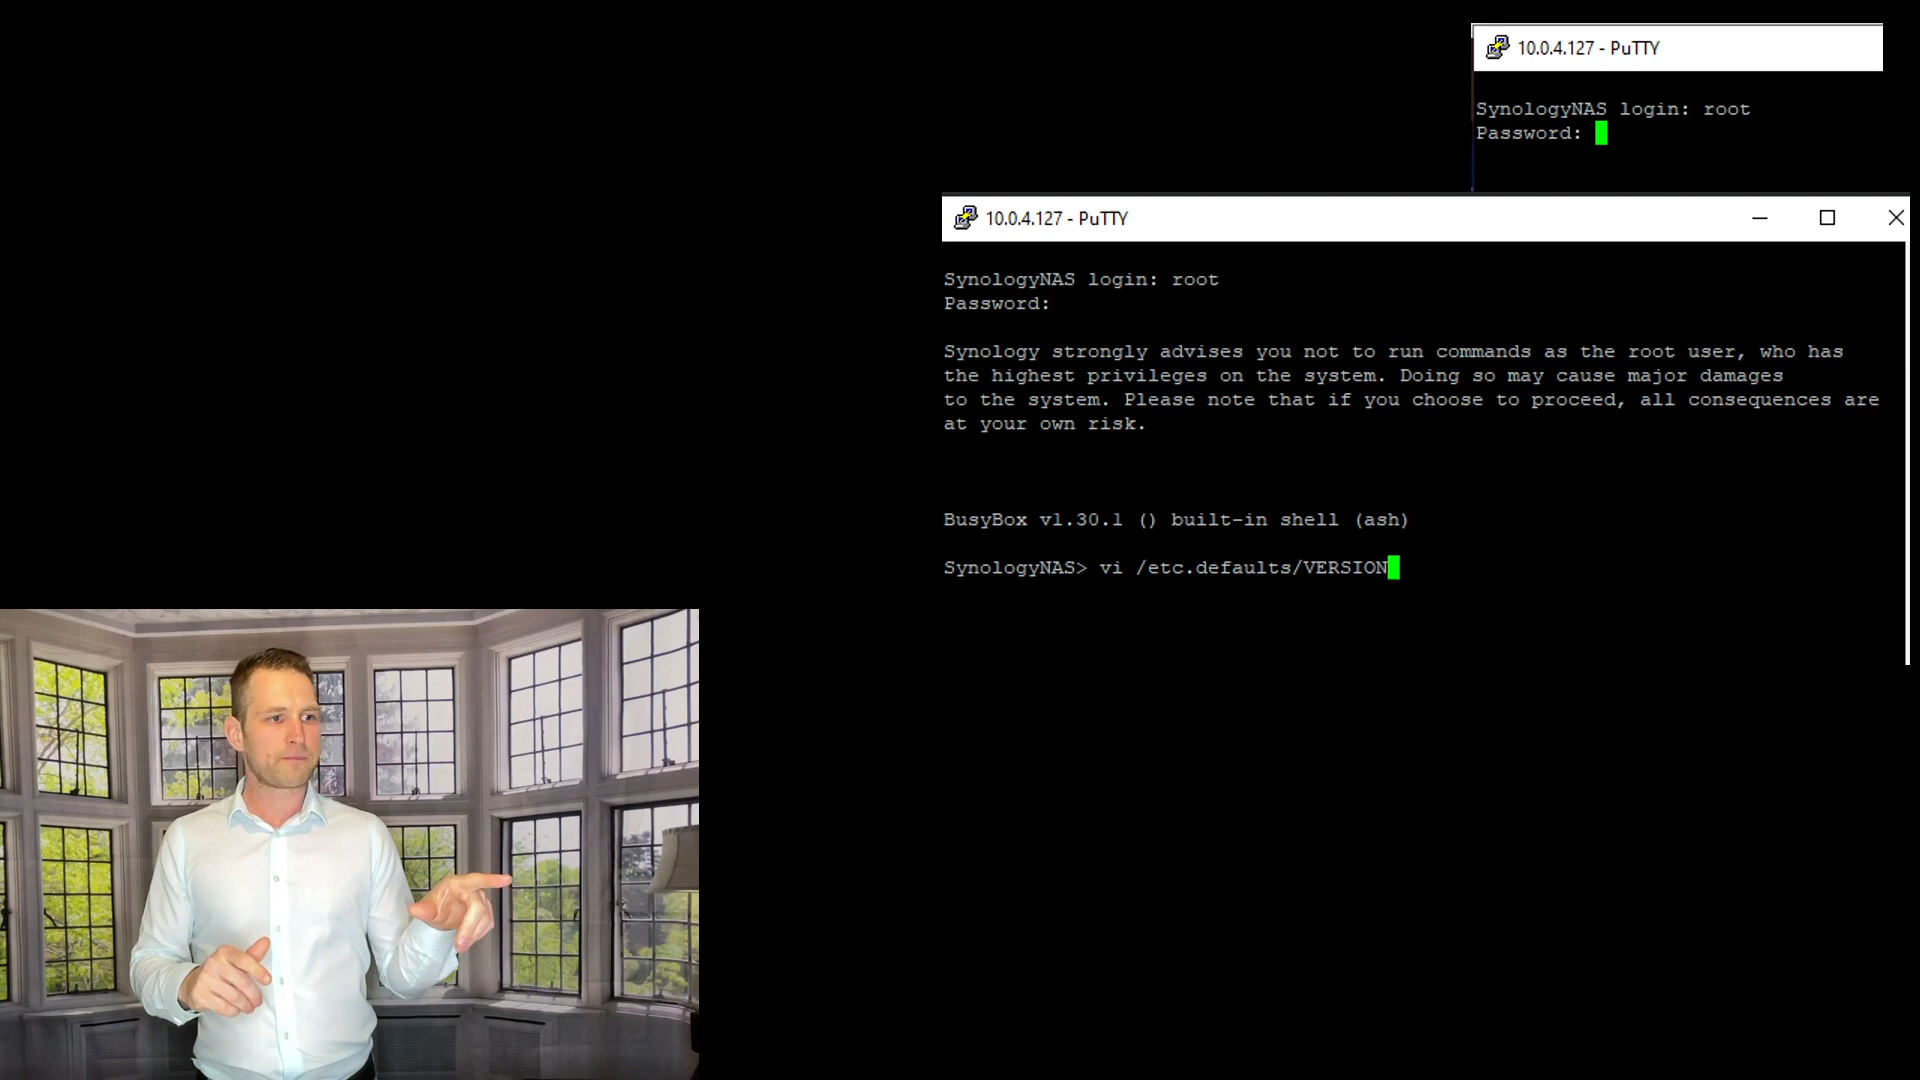 10.0.4.127 - PuTTY
SynologyNAS login: root
Password:
10.0.4.127 - PuTTY
SynologyNAS login: root
Password:
Synology strongly advises you not to run commands as the root user, who has
the highest privileges on the system. Doing so may cause major damages
to the system. Please note that if you choose to proceed, all consequences are
at your own risk.
BusyBox v1.30.1 () built-in shell (ash)
SynologyNAS> vi /etc.defaults/VERSION